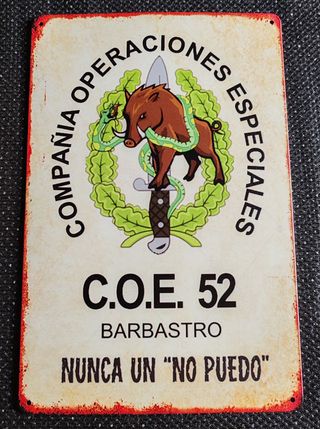 COMPAÑIA OPERACIONES ESPECIALES
C.O.E. 52
BARBASTRO
NUNCA UN "NO PUEDO"